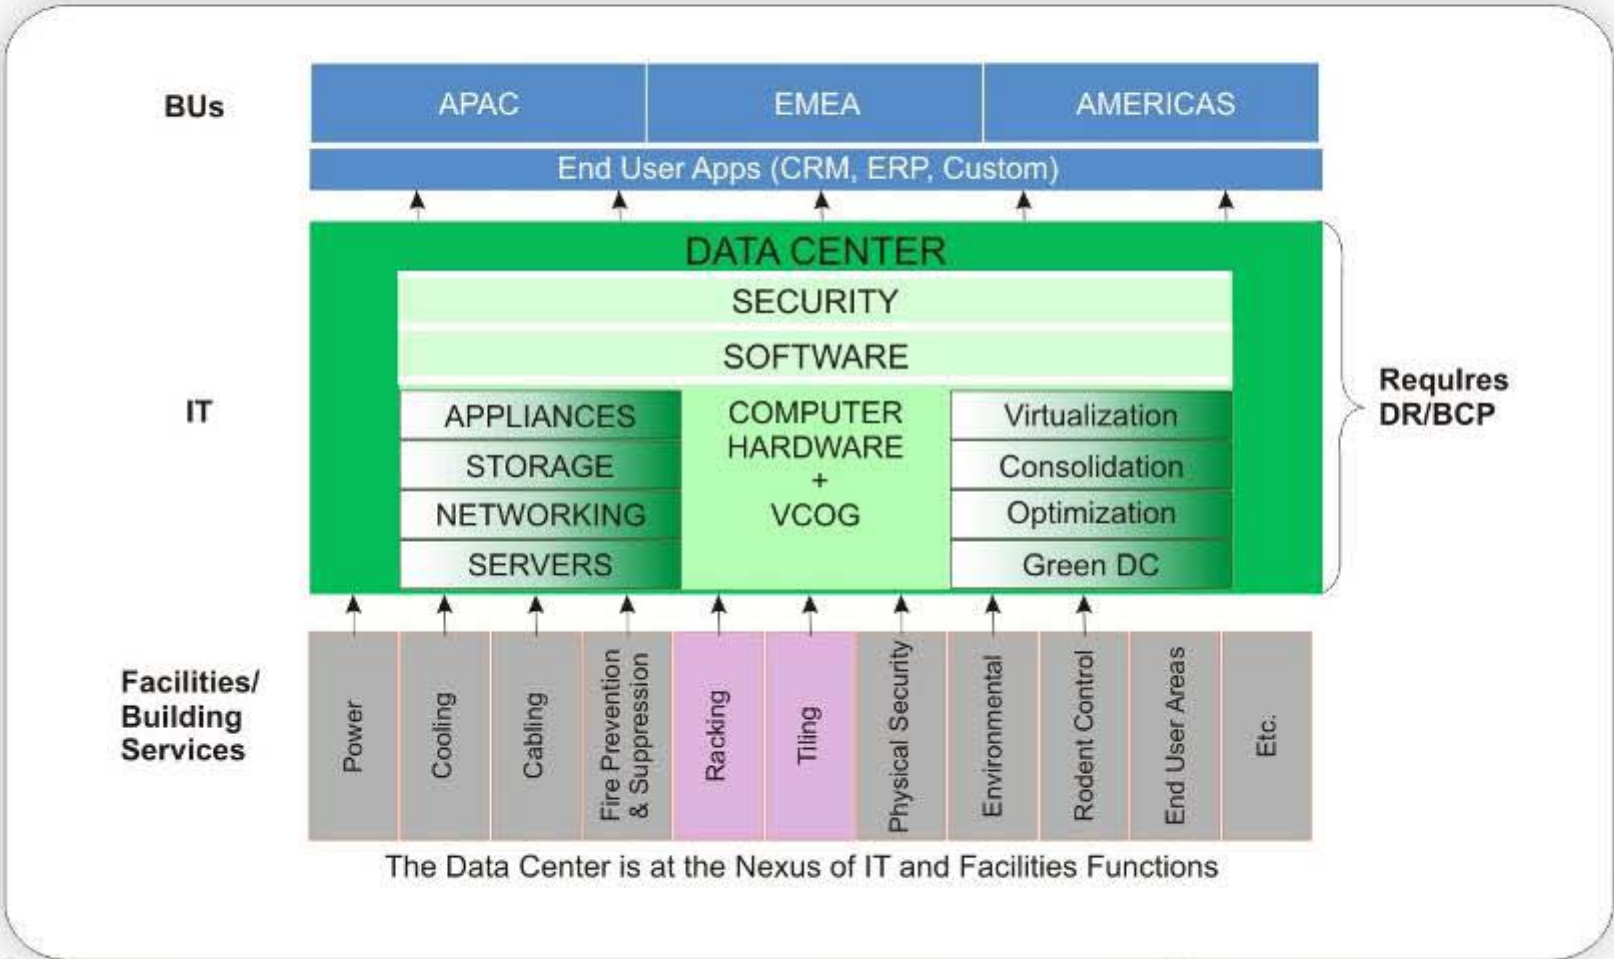 BUs
APAC
EMEA
AMERICAS
End User Apps (CRM, ERP, Custom)
DATA CENTER
SECURITY
SOFTWARE
IT
APPLIANCES
STORAGE
NETWORKING
SERVERS
COMPUTER
HARDWARE
+
VCOG
Virtualization
Consolidation
Optimization
Green DC
RequIres
DR/BCP
Facilities/
Building
Services
Power
Cooling
Cabling
Fire Prevention
& Suppression
Racking
Tiling
Physical Security
Environmental
Rodent Control
End User Areas
Etc.
The Data Center is at the Nexus of IT and Facilities Functions